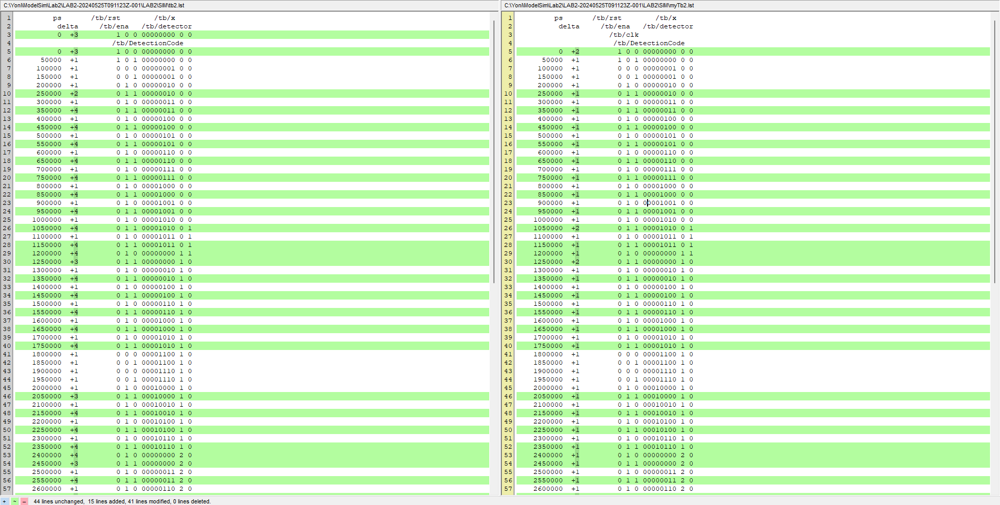 C:\Yoni\ModelSim\Lab2\LAB2-20240525T091123Z-001\LAB2\SIM\tb2.lst
1 ps /tb/rst /tb/x
2 delta /tb/ena /tb/detector
3 0 +3 1 0 0 00000000 0 0
4 /tb/DetectionCode
5 0 +3 1 0 0 00000000 0 0
6 50000 +1 1 0 1 00000000 0 0
7 100000 +1 0 0 0 00000001 0 0
8 150000 +1 0 0 1 00000001 0 0
9 200000 +1 0 1 0 00000010 0 0
10 250000 +2 0 1 1 00000010 0 0
11 300000 +1 0 1 0 00000011 0 0
12 350000 +4 0 1 1 00000011 0 0
13 400000 +1 0 1 0 00000100 0 0
14 450000 +4 0 1 1 00000100 0 0
15 500000 +1 0 1 0 00000101 0 0
16 550000 +4 0 1 1 00000101 0 0
17 600000 +1 0 1 0 00000110 0 0
18 650000 +4 0 1 1 00000110 0 0
19 700000 +1 0 1 0 00000111 0 0
20 750000 +4 0 1 1 00000111 0 0
21 800000 +1 0 1 0 00001000 0 0
22 850000 +4 0 1 1 00001000 0 0
23 900000 +1 0 1 0 00001001 0 0
24 950000 +4 0 1 1 00001001 0 0
25 1000000 +1 0 1 0 00001010 0 0
26 1050000 +4 0 1 1 00001010 0 1
27 1100000 +1 0 1 0 00001011 0 1
28 1150000 +4 0 1 1 00001011 0 1
29 1200000 +4 0 1 0 00000000 1 1
30 1250000 +3 0 1 1 00000000 1 0
31 1300000 +1 0 1 0 00000010 1 0
32 1350000 +4 0 1 1 00000010 1 0
33 1400000 +1 0 1 0 00000100 1 0
34 1450000 +4 0 1 1 00000100 1 0
35 1500000 +1 0 1 0 00000110 1 0
36 1550000 +4 0 1 1 00000110 1 0
37 1600000 +1 0 1 0 00001000 1 0
38 1650000 +4 0 1 1 00001000 1 0
39 1700000 +1 0 1 0 00001010 1 0
40 1750000 +4 0 1 1 00001010 1 0
41 1800000 +1 0 0 0 00001100 1 0
42 1850000 +1 0 0 1 00001100 1 0
43 1900000 +1 0 0 0 00001110 1 0
44 1950000 +1 0 0 1 00001110 1 0
45 2000000 +1 0 1 0 00010000 1 0
46 2050000 +3 0 1 1 00010000 1 0
47 2100000 +1 0 1 0 00010010 1 0
48 2150000 +4 0 1 1 00010010 1 0
49 2200000 +1 0 1 0 00010100 1 0
50 2250000 +4 0 1 1 00010100 1 0
51 2300000 +1 0 1 0 00010110 1 0
52 2350000 +4 0 1 1 00010110 1 0
53 2400000 +4 0 1 0 00000000 2 0
54 2450000 +3 0 1 1 00000000 2 0
55 2500000 +1 0 1 0 00000011 2 0
56 2550000 +4 0 1 1 00000011 2 0
57 2600000 +1 0 1 0 00000110 2 0
C:\Yoni\ModelSim\Lab2\LAB2-20240525T091123Z-001\LAB2\SIM\myTb2.lst
1 ps /tb/rst /tb/x
2 delta /tb/ena /tb/detector
3 /tb/clk
4 /tb/DetectionCode
5 0 +2 1 0 0 00000000 0 0
6 50000 +1 1 0 1 00000000 0 0
7 100000 +1 0 0 0 00000001 0 0
8 150000 +1 0 0 1 00000001 0 0
9 200000 +1 0 1 0 00000010 0 0
10 250000 +1 0 1 1 00000010 0 0
11 300000 +1 0 1 0 00000011 0 0
12 350000 +1 0 1 1 00000011 0 0
13 400000 +1 0 1 0 00000100 0 0
14 450000 +1 0 1 1 00000100 0 0
15 500000 +1 0 1 0 00000101 0 0
16 550000 +1 0 1 1 00000101 0 0
17 600000 +1 0 1 0 00000110 0 0
18 650000 +1 0 1 1 00000110 0 0
19 700000 +1 0 1 0 00000111 0 0
20 750000 +1 0 1 1 00000111 0 0
21 800000 +1 0 1 0 00001000 0 0
22 850000 +1 0 1 1 00001000 0 0
23 900000 +1 0 1 0 00001001 0 0
24 950000 +1 0 1 1 00001001 0 0
25 1000000 +1 0 1 0 00001010 0 0
26 1050000 +2 0 1 1 00001010 0 1
27 1100000 +1 0 1 0 00001011 0 1
28 1150000 +1 0 1 1 00001011 0 1
29 1200000 +1 0 1 0 00000000 1 1
30 1250000 +2 0 1 1 00000000 1 0
31 1300000 +1 0 1 0 00000010 1 0
32 1350000 +1 0 1 1 00000010 1 0
33 1400000 +1 0 1 0 00000100 1 0
34 1450000 +1 0 1 1 00000100 1 0
35 1500000 +1 0 1 0 00000110 1 0
36 1550000 +1 0 1 1 00000110 1 0
37 1600000 +1 0 1 0 00001000 1 0
38 1650000 +1 0 1 1 00001000 1 0
39 1700000 +1 0 1 0 00001010 1 0
40 1750000 +1 0 1 1 00001010 1 0
41 1800000 +1 0 0 0 00001100 1 0
42 1850000 +1 0 0 1 00001100 1 0
43 1900000 +1 0 0 0 00001110 1 0
44 1950000 +1 0 0 1 00001110 1 0
45 2000000 +1 0 1 0 00010000 1 0
46 2050000 +1 0 1 1 00010000 1 0
47 2100000 +1 0 1 0 00010010 1 0
48 2150000 +1 0 1 1 00010010 1 0
49 2200000 +1 0 1 0 00010100 1 0
50 2250000 +1 0 1 1 00010100 1 0
51 2300000 +1 0 1 0 00010110 1 0
52 2350000 +1 0 1 1 00010110 1 0
53 2400000 +1 0 1 0 00000000 2 0
54 2450000 +1 0 1 1 00000000 2 0
55 2500000 +1 0 1 0 00000011 2 0
56 2550000 +1 0 1 1 00000011 2 0
57 2600000 +1 0 1 0 00000110 2 0
+ ~ – 44 lines unchanged, 15 lines added, 41 lines modified, 0 lines deleted.